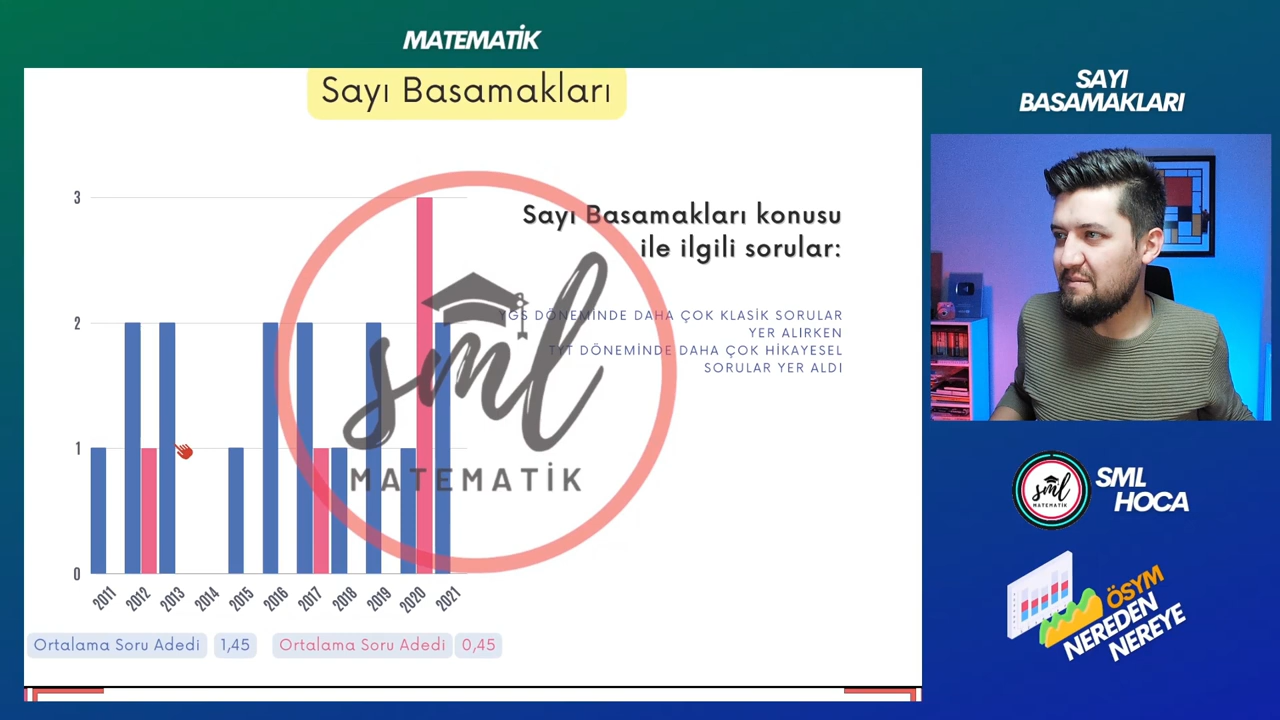 MATEMATİK
Sayı Basamakları
SAYI
BASAMAKLARI
3
2
1
0
Sayı Basamakları konusu
ile ilgili sorular:
YGS DÖNEMİNDE DAHA ÇOK KLASİK SORULAR
YER ALIRKEN
TYT DÖNEMİNDE DAHA ÇOK HİKAYESEL
SORULAR YER ALDI
sml
MATEMATİK
2011 2012 2013 2014 2015 2016 2017 2018 2019 2020 2021
Ortalama Soru Adedi 1,45 Ortalama Soru Adedi 0,45
sml
MATEMATİK
SML
HOCA
ÖSYM
NEREDEN
NEREYE